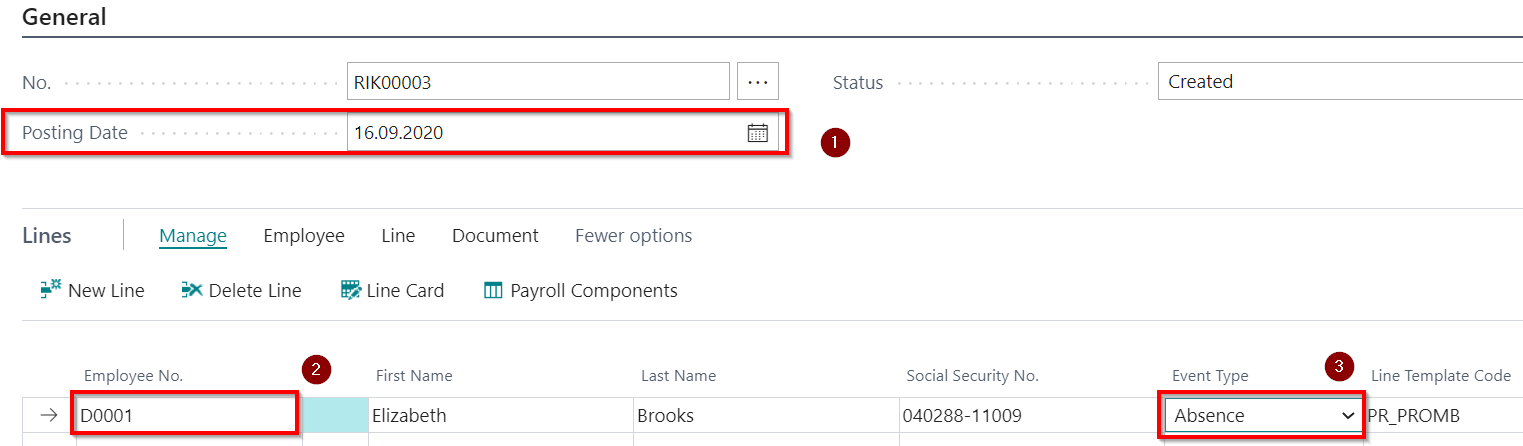 General
No. RIK00003 ... Status Created
Posting Date 16.09.2020 1
Lines Manage Employee Line Document Fewer options
New Line Delete Line Line Card Payroll Components
2 3
Employee No. First Name Last Name Social Security No. Event Type Line Template Code
D0001 Elizabeth Brooks 040288-11009 Absence PR_PROMB